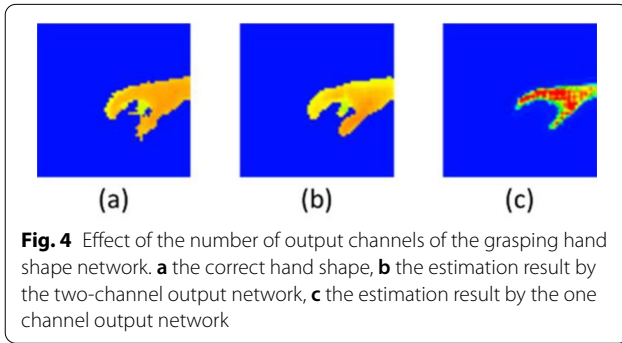 (a) (b) (c)
Fig. 4 Effect of the number of output channels of the grasping hand
shape network. a the correct hand shape, b the estimation result by
the two-channel output network, c the estimation result by the one
channel output network